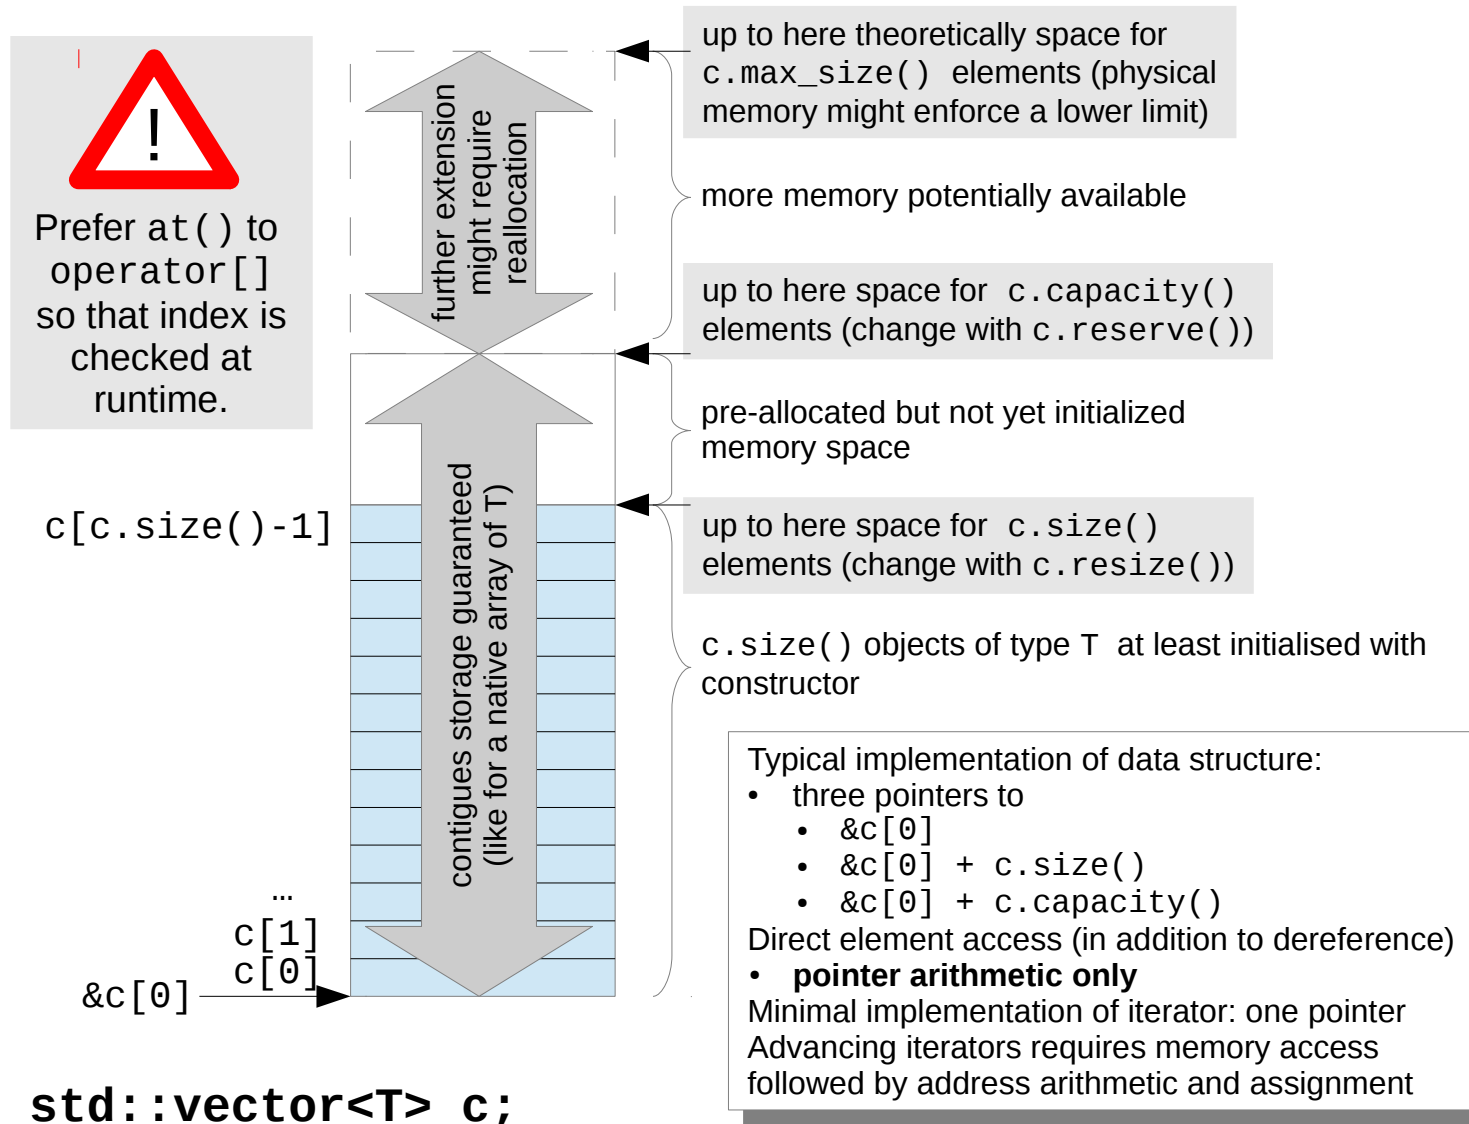 !
Prefer at() to
operator[]
so that index is
checked at
runtime.
further extension
might require
reallocation
up to here theoretically space for
c.max_size() elements (physical
memory might enforce a lower limit)
more memory potentially available
up to here space for c.capacity()
elements (change with c.reserve())
pre-allocated but not yet initialized
memory space
contigues storage guaranteed
(like for a native array of T)
c[c.size()-1]
up to here space for c.size()
elements (change with c.resize())
c.size() objects of type T at least initialised with
constructor
…
c[1]
c[0]
&c[0]
Typical implementation of data structure:
• three pointers to
• &c[0]
• &c[0] + c.size()
• &c[0] + c.capacity()
Direct element access (in addition to dereference)
• pointer arithmetic only
Minimal implementation of iterator: one pointer
Advancing iterators requires memory access
followed by address arithmetic and assignment
std::vector<T> c;